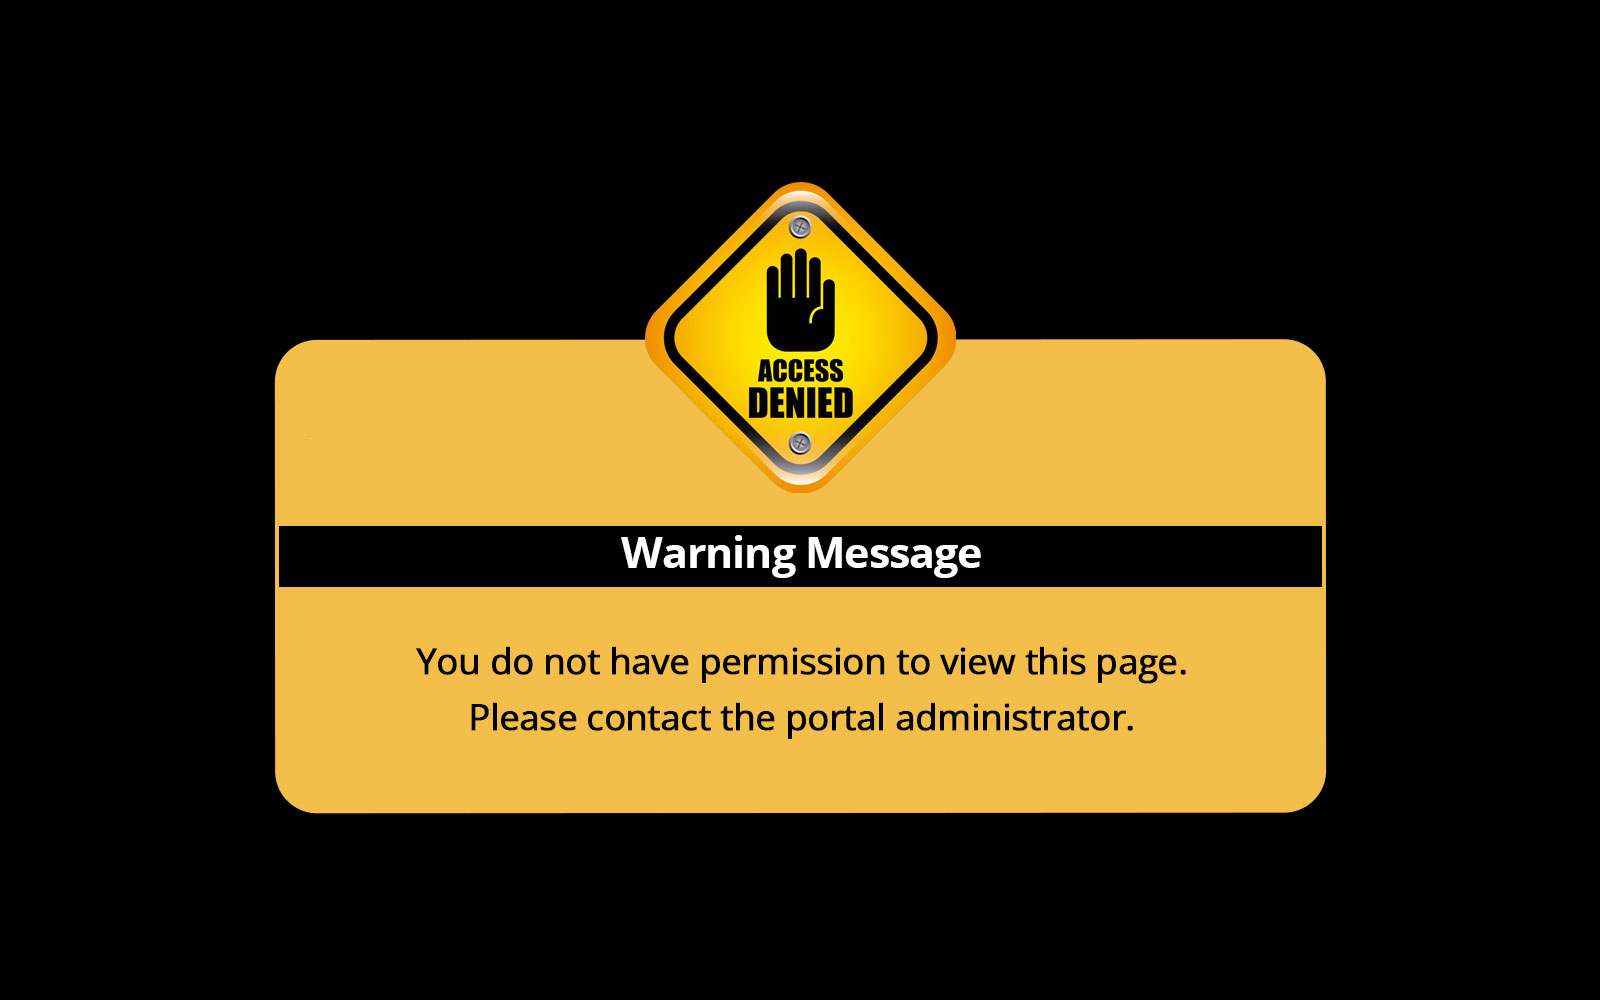 ACCESS
DENIED
Warning Message
You do not have permission to view this page.
Please contact the portal administrator.